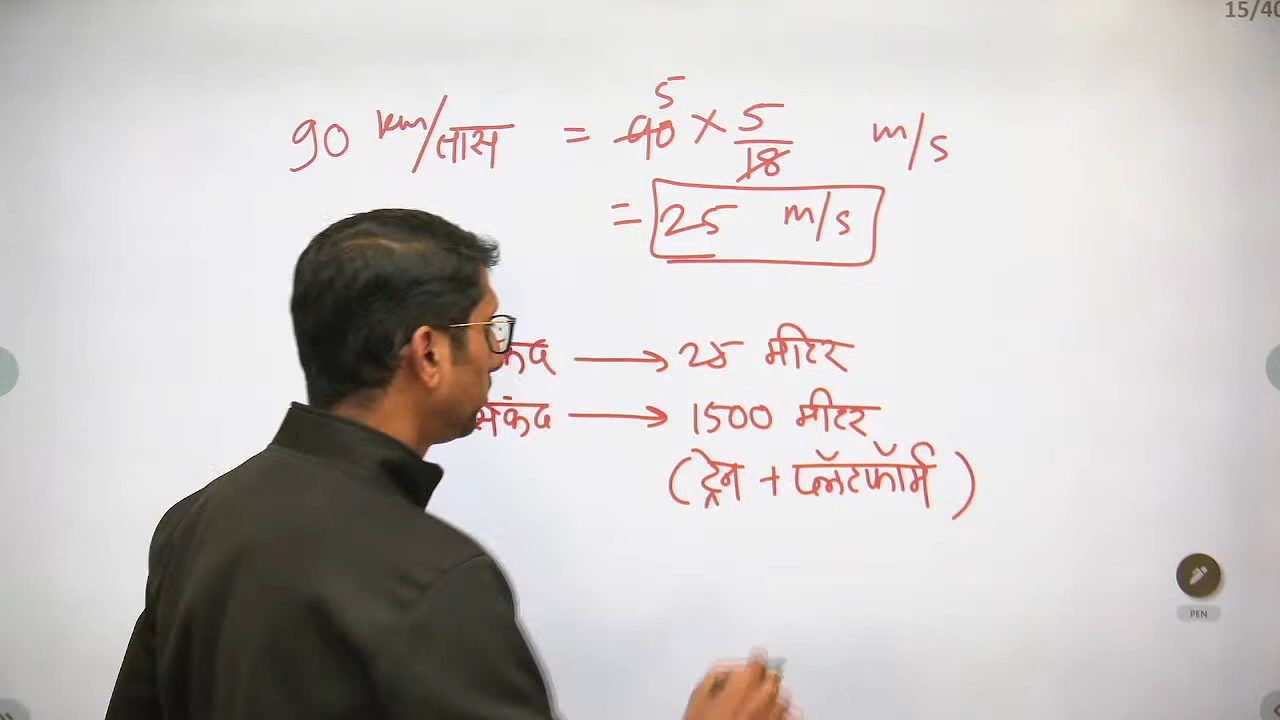 15/40
90 km/तास = 90 5 × 5/18 m/s
= 25 m/s
→ 25 मीटर
सेकंद → 1500 मीटर
(ट्रेन + प्लॅटफॉर्म)
PEN